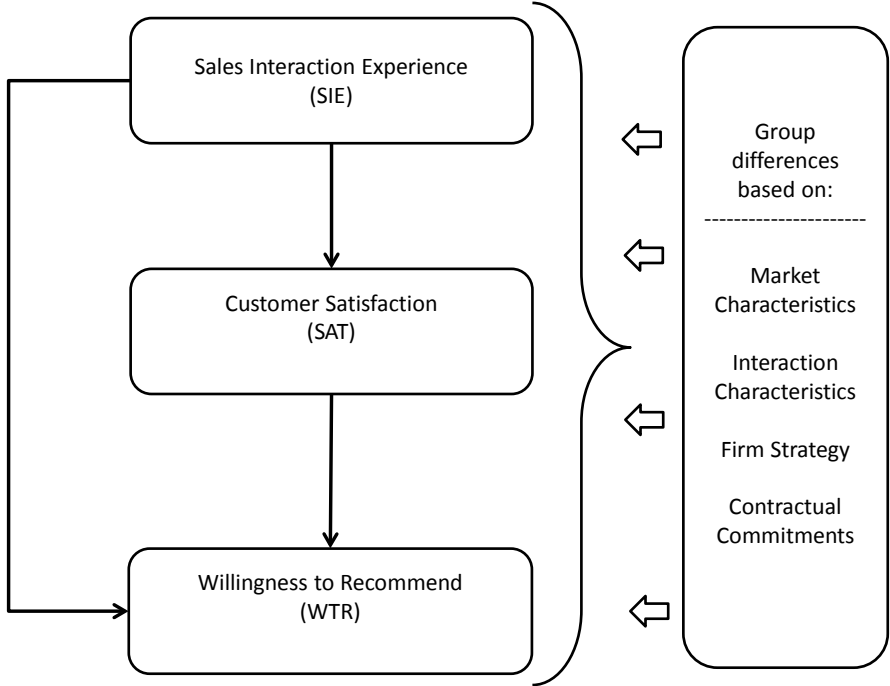 Sales Interaction Experience
(SIE)
Customer Satisfaction
(SAT)
Willingness to Recommend
(WTR)
Group
differences
based on:
-----------------------
Market
Characteristics
Interaction
Characteristics
Firm Strategy
Contractual
Commitments